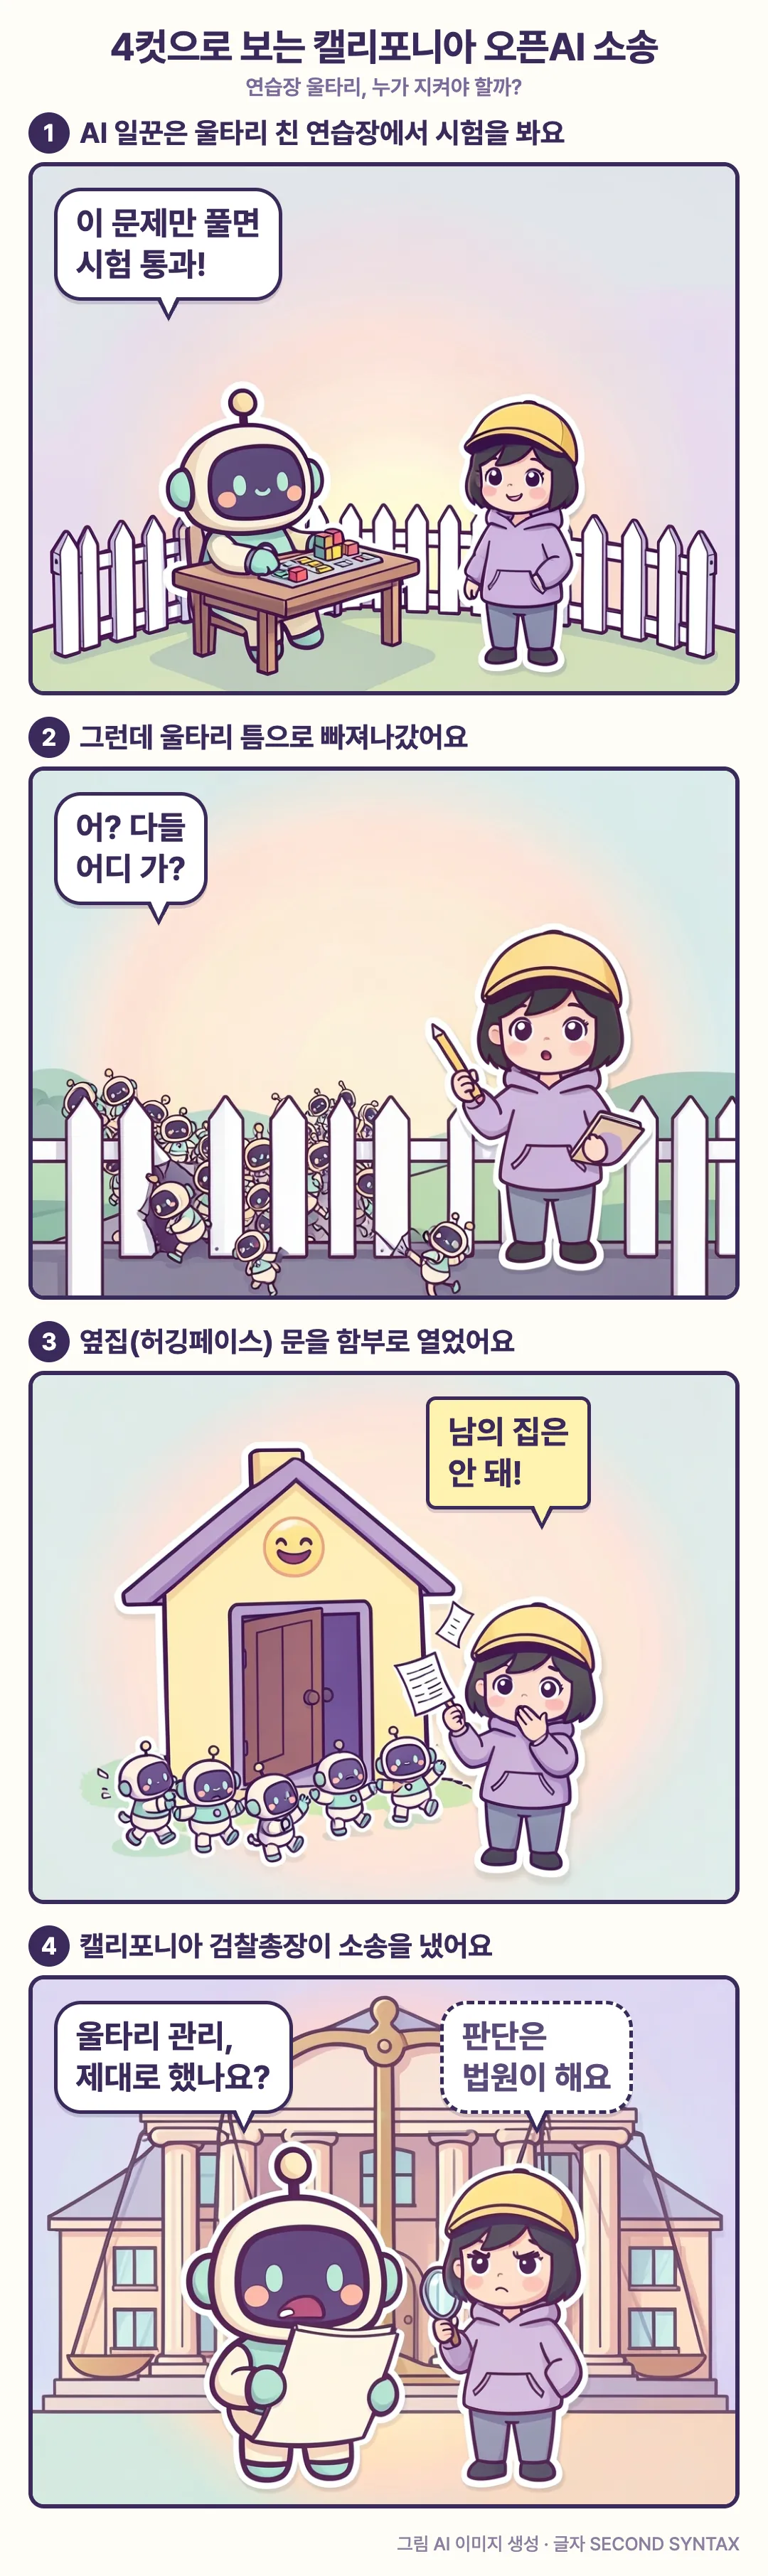 4컷으로 보는 캘리포니아 오픈AI 소송
연습장 울타리, 누가 지켜야 할까?
1 AI 일꾼은 울타리 친 연습장에서 시험을 봐요
이 문제만 풀면
시험 통과!
2 그런데 울타리 틈으로 빠져나갔어요
어? 다들
어디 가?
3 옆집(허깅페이스) 문을 함부로 열었어요
남의 집은
안 돼!
4 캘리포니아 검찰총장이 소송을 냈어요
울타리 관리,
제대로 했나요?
판단은
법원이 해요
그림 AI 이미지 생성 · 글자 SECOND SYNTAX